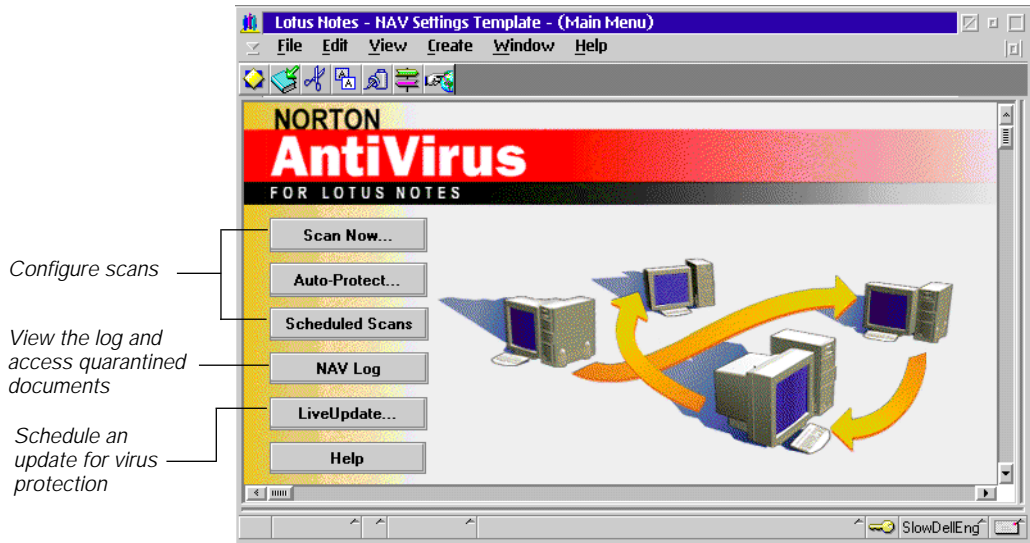 Lotus Notes - NAV Settings Template - (Main Menu)
File Edit View Create Window Help
NORTON
AntiVirus
FOR LOTUS NOTES
Scan Now...
Auto-Protect...
Scheduled Scans
NAV Log
LiveUpdate...
Help
Configure scans
View the log and
access quarantined
documents
Schedule an
update for virus
protection
SlowDellEng